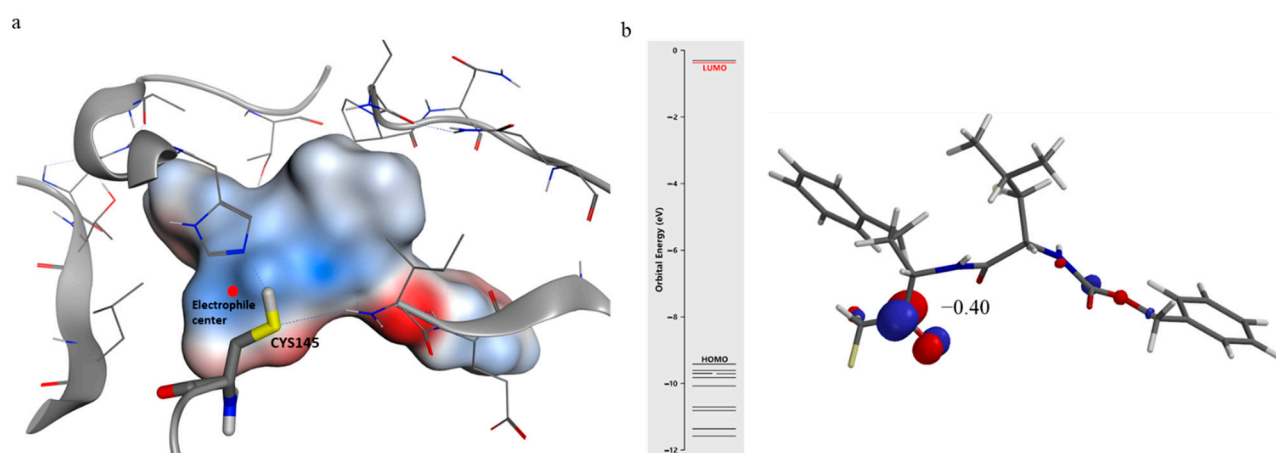 a
b
Electrophile
center
CYS145
Orbital Energy (eV)
0
LUMO
−2
−4
−6
−8
HOMO
−10
−12
−0.40